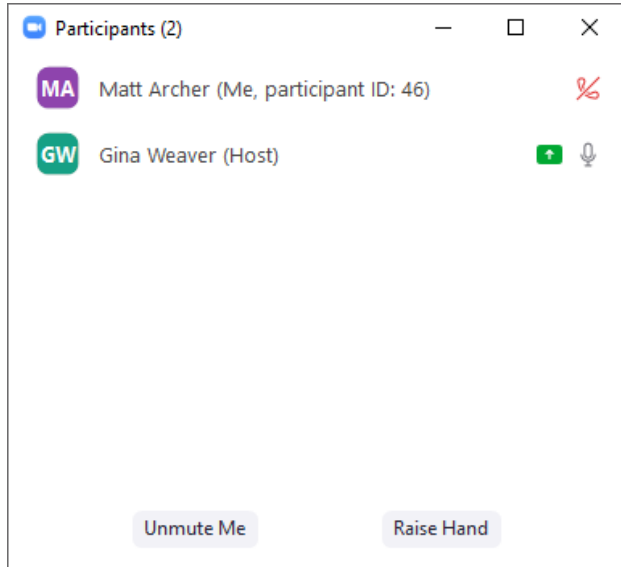 Participants (2)
MA Matt Archer (Me, participant ID: 46)
GW Gina Weaver (Host)
Unmute Me Raise Hand